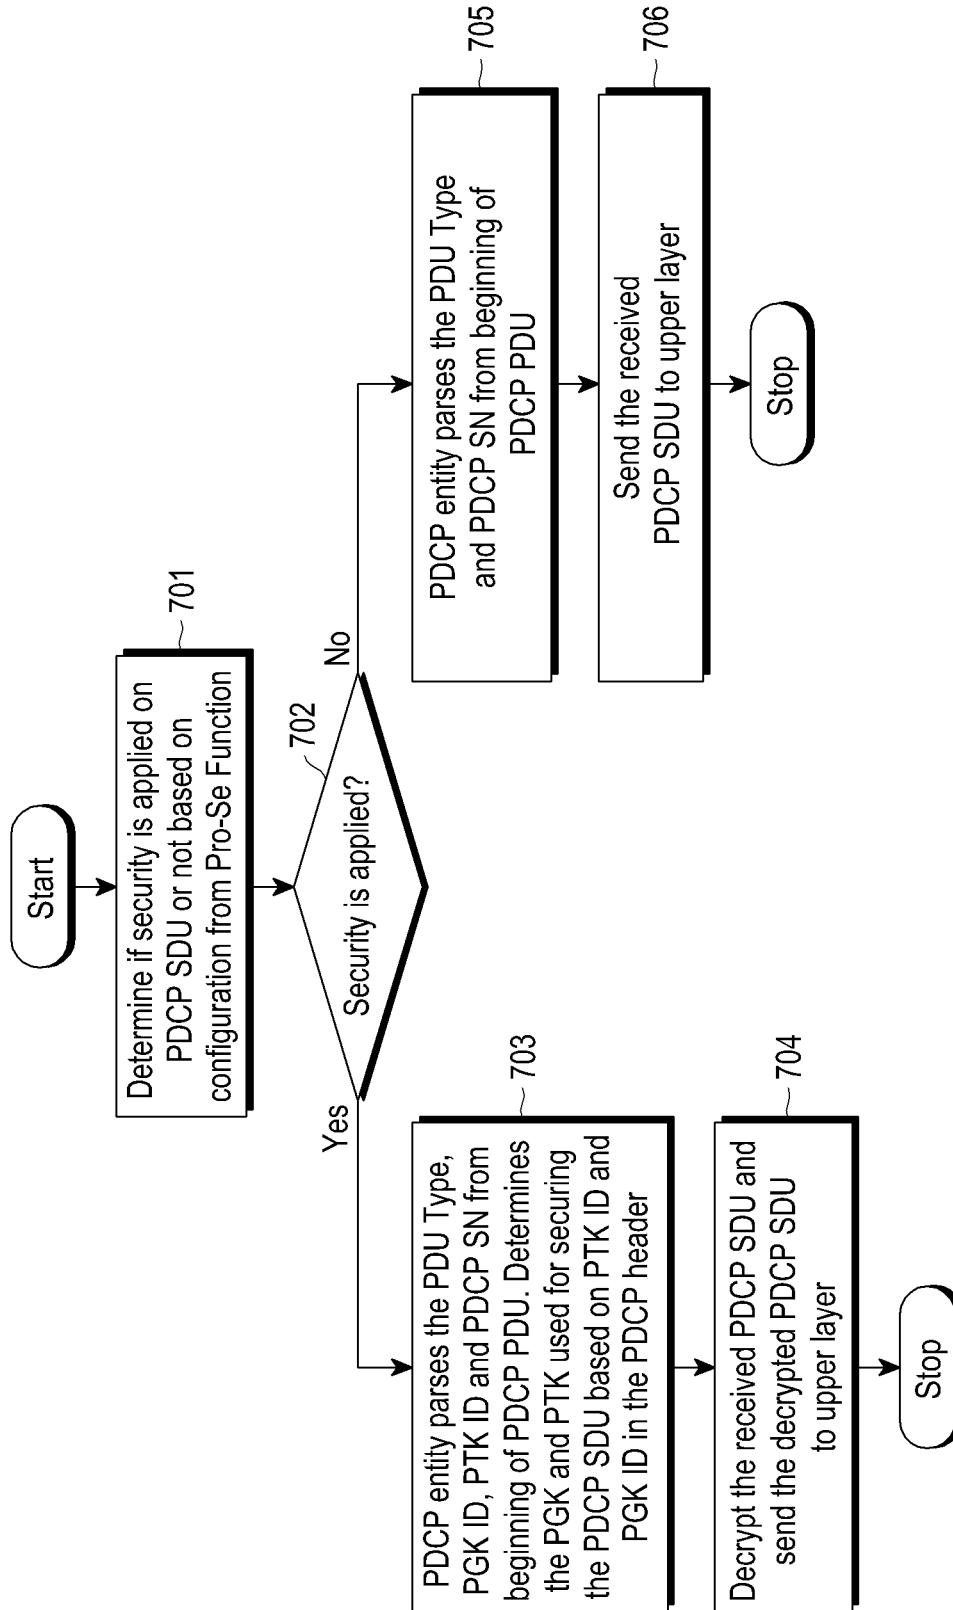 Start
Determine if security is applied on
PDCP SDU or not based on
configuration from Pro-Se Function
701
Security is applied?
702
Yes
No
PDCP entity parses the PDU Type,
PGK ID, PTK ID and PDCP SN from
beginning of PDCP PDU. Determines
the PGK and PTK used for securing
the PDCP SDU based on PTK ID and
PGK ID in the PDCP header
703
Decrypt the received PDCP SDU and
send the decrypted PDCP SDU
to upper layer
704
Stop
PDCP entity parses the PDU Type
and PDCP SN from beginning of
PDCP PDU
705
Send the received
PDCP SDU to upper layer
706
Stop